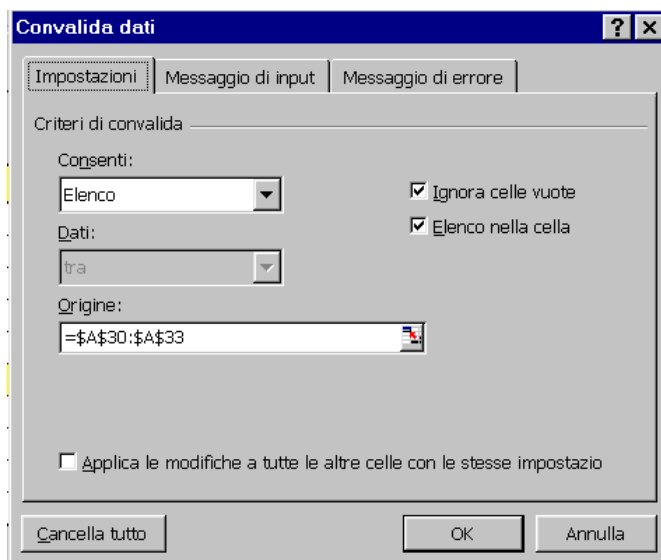 Convalida dati
Impostazioni Messaggio di input Messaggio di errore
Criteri di convalida
Consenti:
Elenco
Ignora celle vuote
Dati:
Elenco nella cella
tra
Origine:
=$A$30:$A$33
Applica le modifiche a tutte le altre celle con le stesse impostazio
Cancella tutto OK Annulla